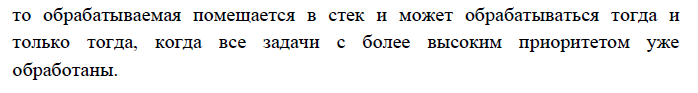 то обрабатываемая помещается в стек и может обрабатываться тогда и
только тогда, когда все задачи с более высоким приоритетом уже
обработаны.